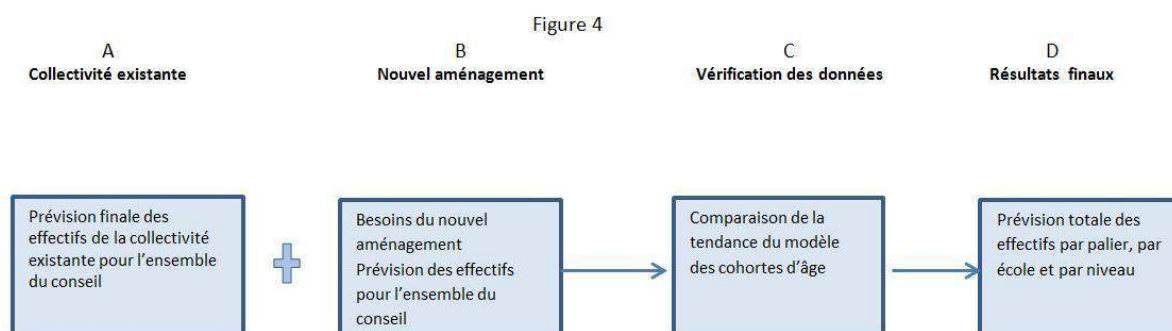 Figure 4
A
Collectivité existante
B
Nouvel aménagement
C
Vérification des données
D
Résultats finaux
Prévision finale des
effectifs de la collectivité
existante pour l'ensemble
du conseil
Besoins du nouvel
aménagement
Prévision des effectifs
pour l'ensemble du
conseil
Comparaison de la
tendance du modèle
des cohortes d'âge
Prévision totale des
effectifs par palier, par
école et par niveau